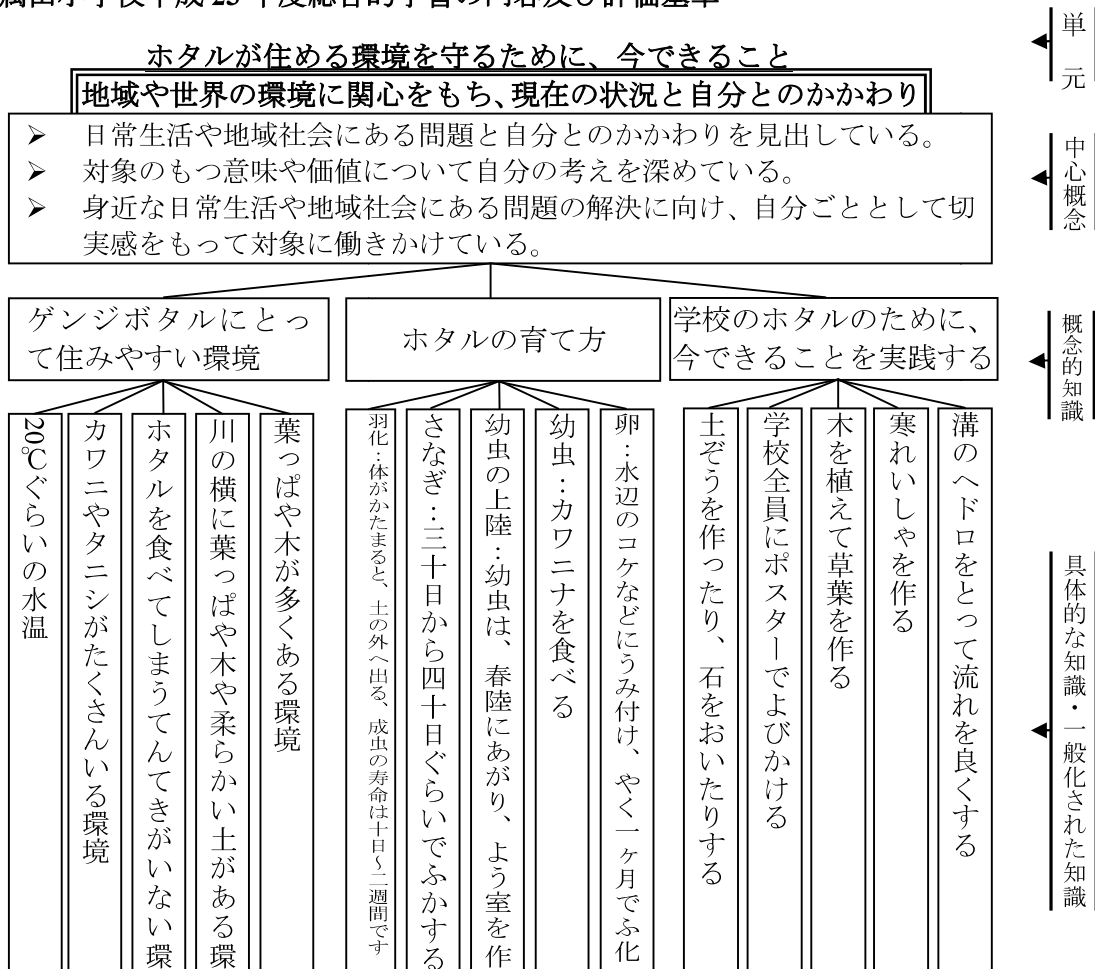 小学校平成 23 年度総合的学習の内容及び評価基準
ホタルが住める環境を守るために、今できること
地域や世界の環境に関心をもち、現在の状況と自分とのかかわり
➢ 日常生活や地域社会にある問題と自分とのかかわりを見出している。
➢ 対象のもつ意味や価値について自分の考えを深めている。
➢ 身近な日常生活や地域社会にある問題の解決に向け、自分ごととして切
実感をもって対象に働きかけている。
ゲンジボタルにとっ
て住みやすい環境
ホタルの育て方
学校のホタルのために、
今できることを実践する
溝のヘドロをとって流れを良くする
寒れいしゃを作る
木を植えて草葉を作る
学校全員にポスターでよびかける
土ぞうを作ったり、石をおいたりする
卵：水辺のコケなどにうみ付け、やく一ヶ月でふ化
幼虫：カワニナを食べる
幼虫の上陸：幼虫は、春陸にあがり、よう室を作
さなぎ：三十日から四十日ぐらいでふかする
羽化：体がかたまると、土の外へ出る、成虫の寿命は十日～二週間です
葉っぱや木が多くある環境
川の横に葉っぱや木や柔らかい土がある環
ホタルを食べてしまうてんてきがいない環
カワニやタニシがたくさんいる環境
20℃ぐらいの水温
単 元
中心概念
概念的知識
具体的な知識・一般化された知識